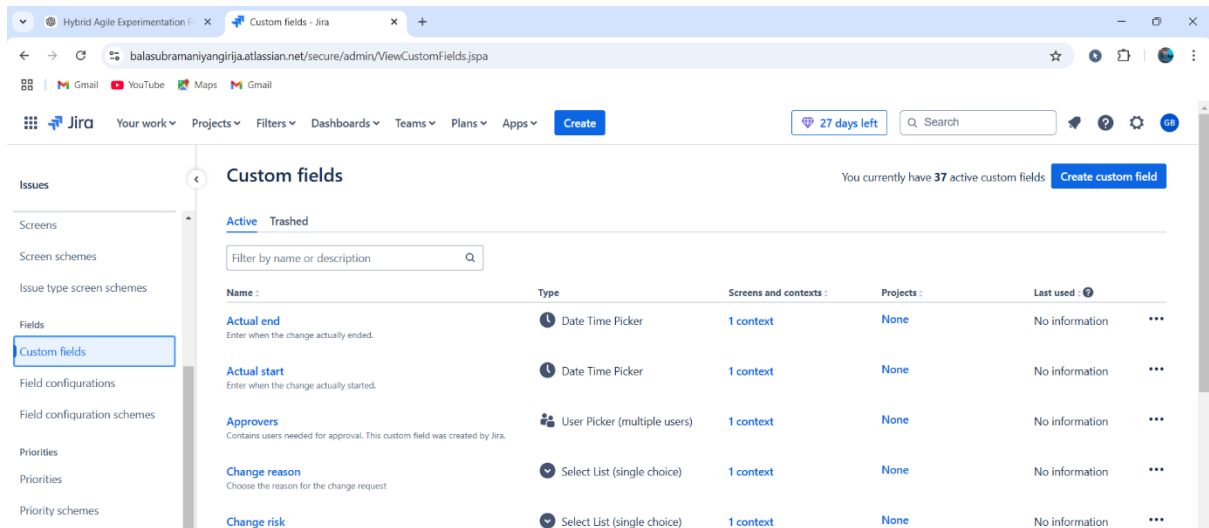 Hybrid Agile Experimentation F
Custom fields - Jira
balasubramaniyangirija.atlassian.net/secure/admin/ViewCustomFields.jspa
Gmail YouTube Maps Gmail
Jira Your work Projects Filters Dashboards Teams Plans Apps Create 27 days left Search GB
Issues
Screens
Screen schemes
Issue type screen schemes
Fields
Custom fields
Field configurations
Field configuration schemes
Priorities
Priorities
Priority schemes
Custom fields
You currently have 37 active custom fields Create custom field
Active Trashed
Filter by name or description
Name Type Screens and contexts Projects Last used
Actual end Date Time Picker 1 context None No information
Enter when the change actually ended.
Actual start Date Time Picker 1 context None No information
Enter when the change actually started.
Approvers User Picker (multiple users) 1 context None No information
Contains users needed for approval. This custom field was created by Jira.
Change reason Select List (single choice) 1 context None No information
Choose the reason for the change request
Change risk Select List (single choice) 1 context None No information